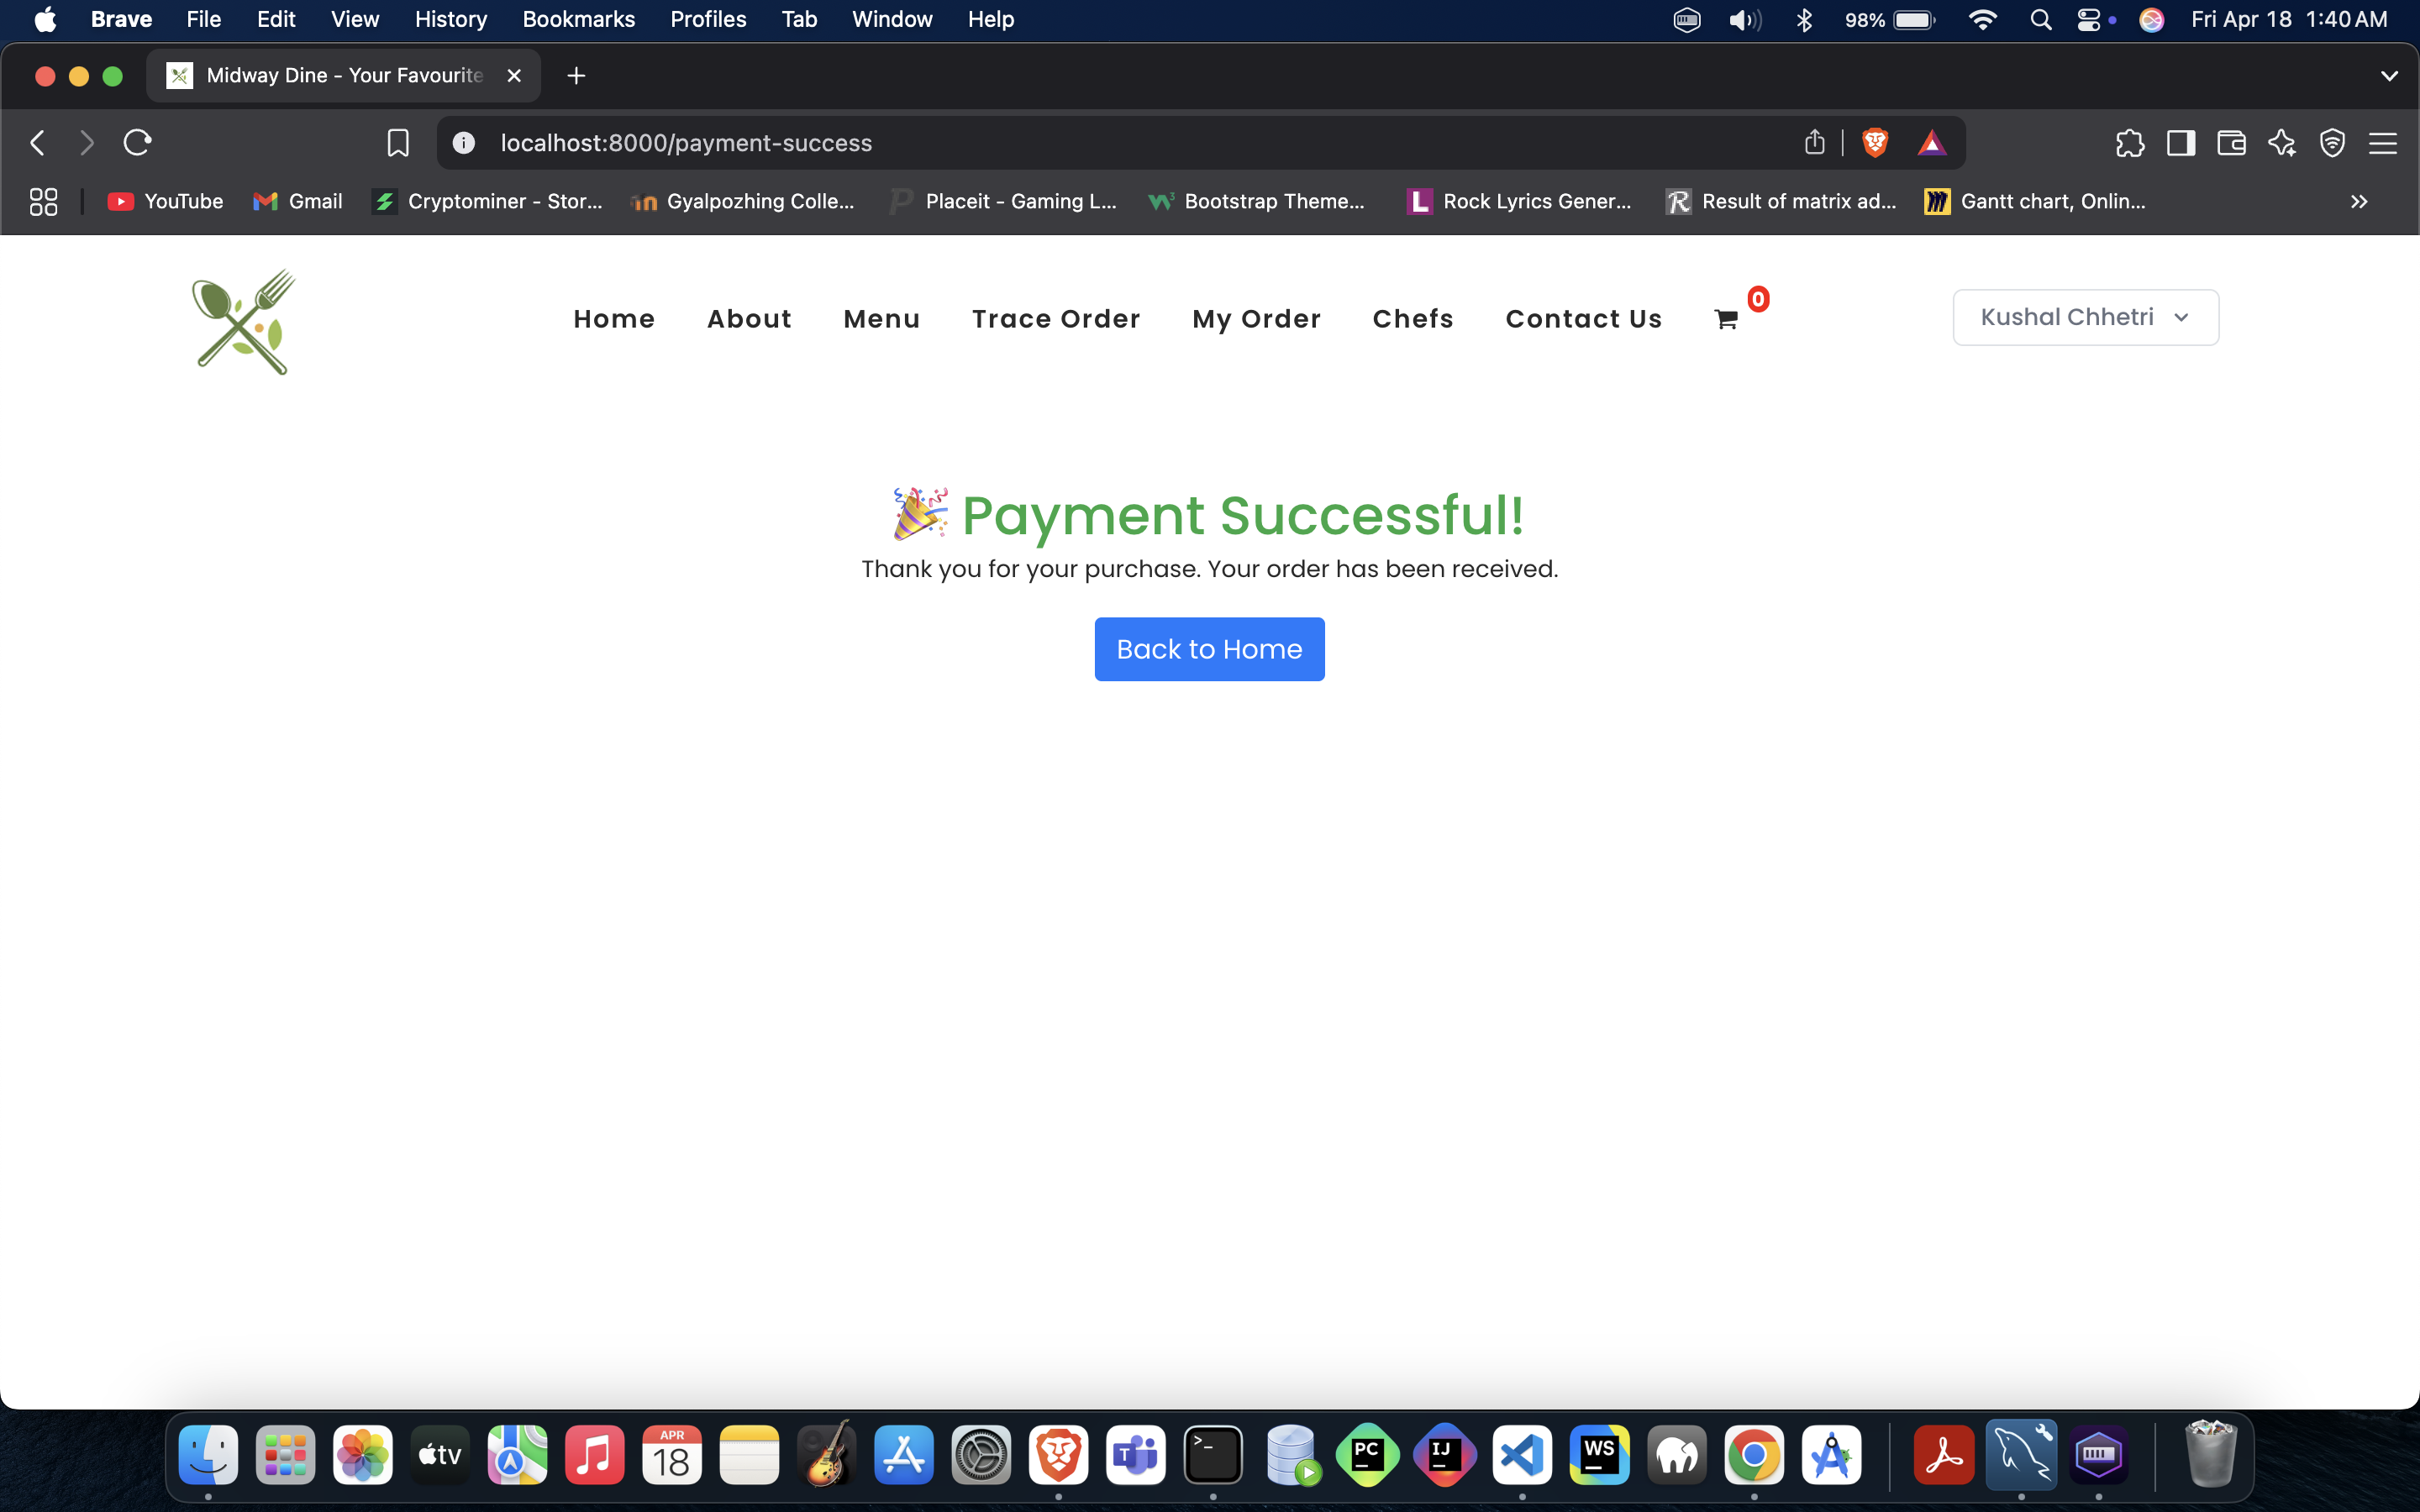 Brave File Edit View History Bookmarks Profiles Tab Window Help 98% Fri Apr 18 1:40 AM
Midway Dine - Your Favourite
localhost:8000/payment-success
YouTube Gmail Cryptominer - Stor... Gyalpozhing Colle... Placeit - Gaming L... Bootstrap Theme... Rock Lyrics Gener... Result of matrix ad... Gantt chart, Onlin...
Home About Menu Trace Order My Order Chefs Contact Us 0 Kushal Chhetri
🎉 Payment Successful!
Thank you for your purchase. Your order has been received.
Back to Home
tv APR 18 T >_ PC IJ WS